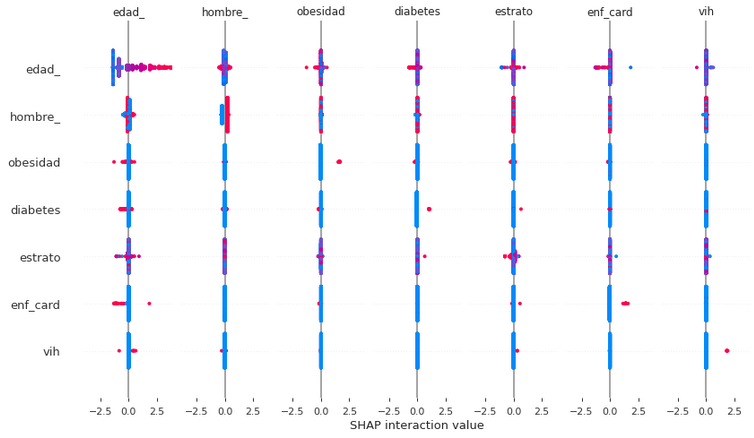 edad_ hombre_ obesidad diabetes estrato enf_card vih
edad_
hombre_
obesidad
diabetes
estrato
enf_card
vih
−2.5 0.0 2.5 −2.5 0.0 2.5 −2.5 0.0 2.5 −2.5 0.0 2.5 −2.5 0.0 2.5 −2.5 0.0 2.5 −2.5 0.0 2.5
SHAP interaction value